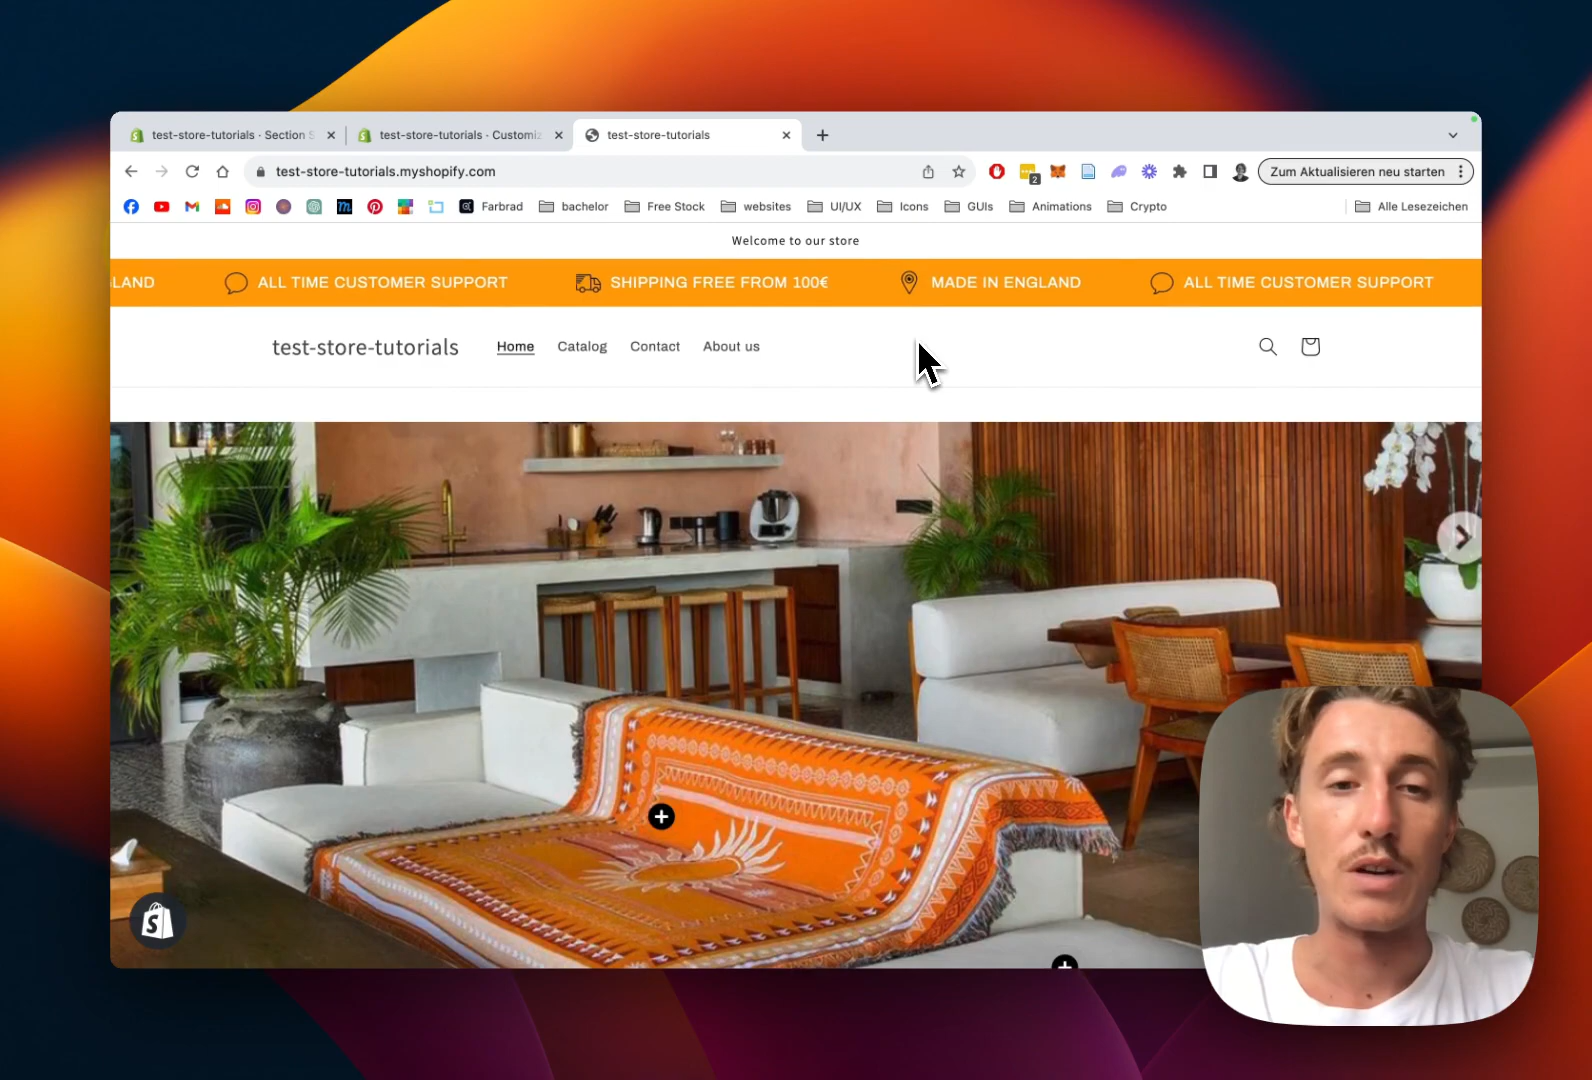 test-store-tutorials · Section S
test-store-tutorials · Customiz
test-store-tutorials
test-store-tutorials.myshopify.com
2
Zum Aktualisieren neu starten
Farbrad
bachelor
Free Stock
websites
UI/UX
Icons
GUIs
Animations
Crypto
Alle Lesezeichen
Welcome to our store
LAND
ALL TIME CUSTOMER SUPPORT
SHIPPING FREE FROM 100€
MADE IN ENGLAND
ALL TIME CUSTOMER SUPPORT
test-store-tutorials
Home
Catalog
Contact
About us